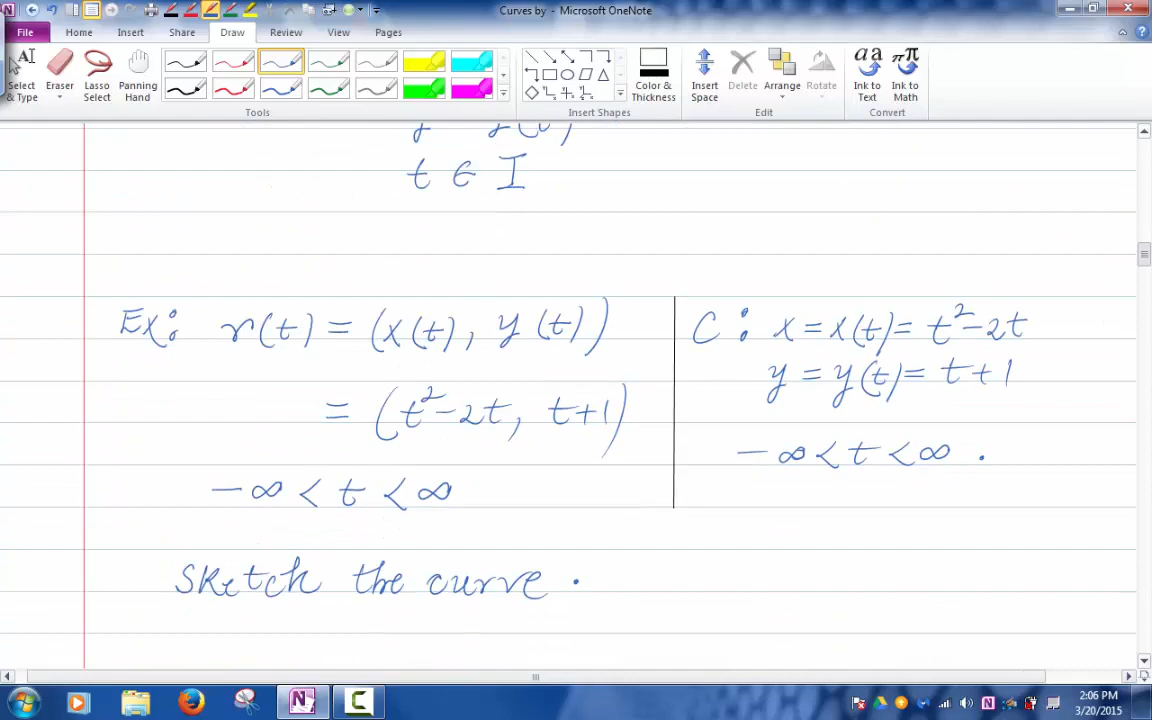 Curves by - Microsoft OneNote
File Home Insert Share Draw Review View Pages
Select & Type
Eraser
Lasso Select
Panning Hand
Color & Thickness
Insert Space
Delete
Arrange
Rotate
Ink to Text
Ink to Math
Tools Insert Shapes Edit Convert
t ∈ I
Ex: r(t) = (x(t), y(t))
= (t²-2t, t+1)
-∞ < t < ∞
C: x = x(t) = t²-2t
y = y(t) = t+1
-∞ < t < ∞ .
Sketch the curve.
2:06 PM
3/20/2015